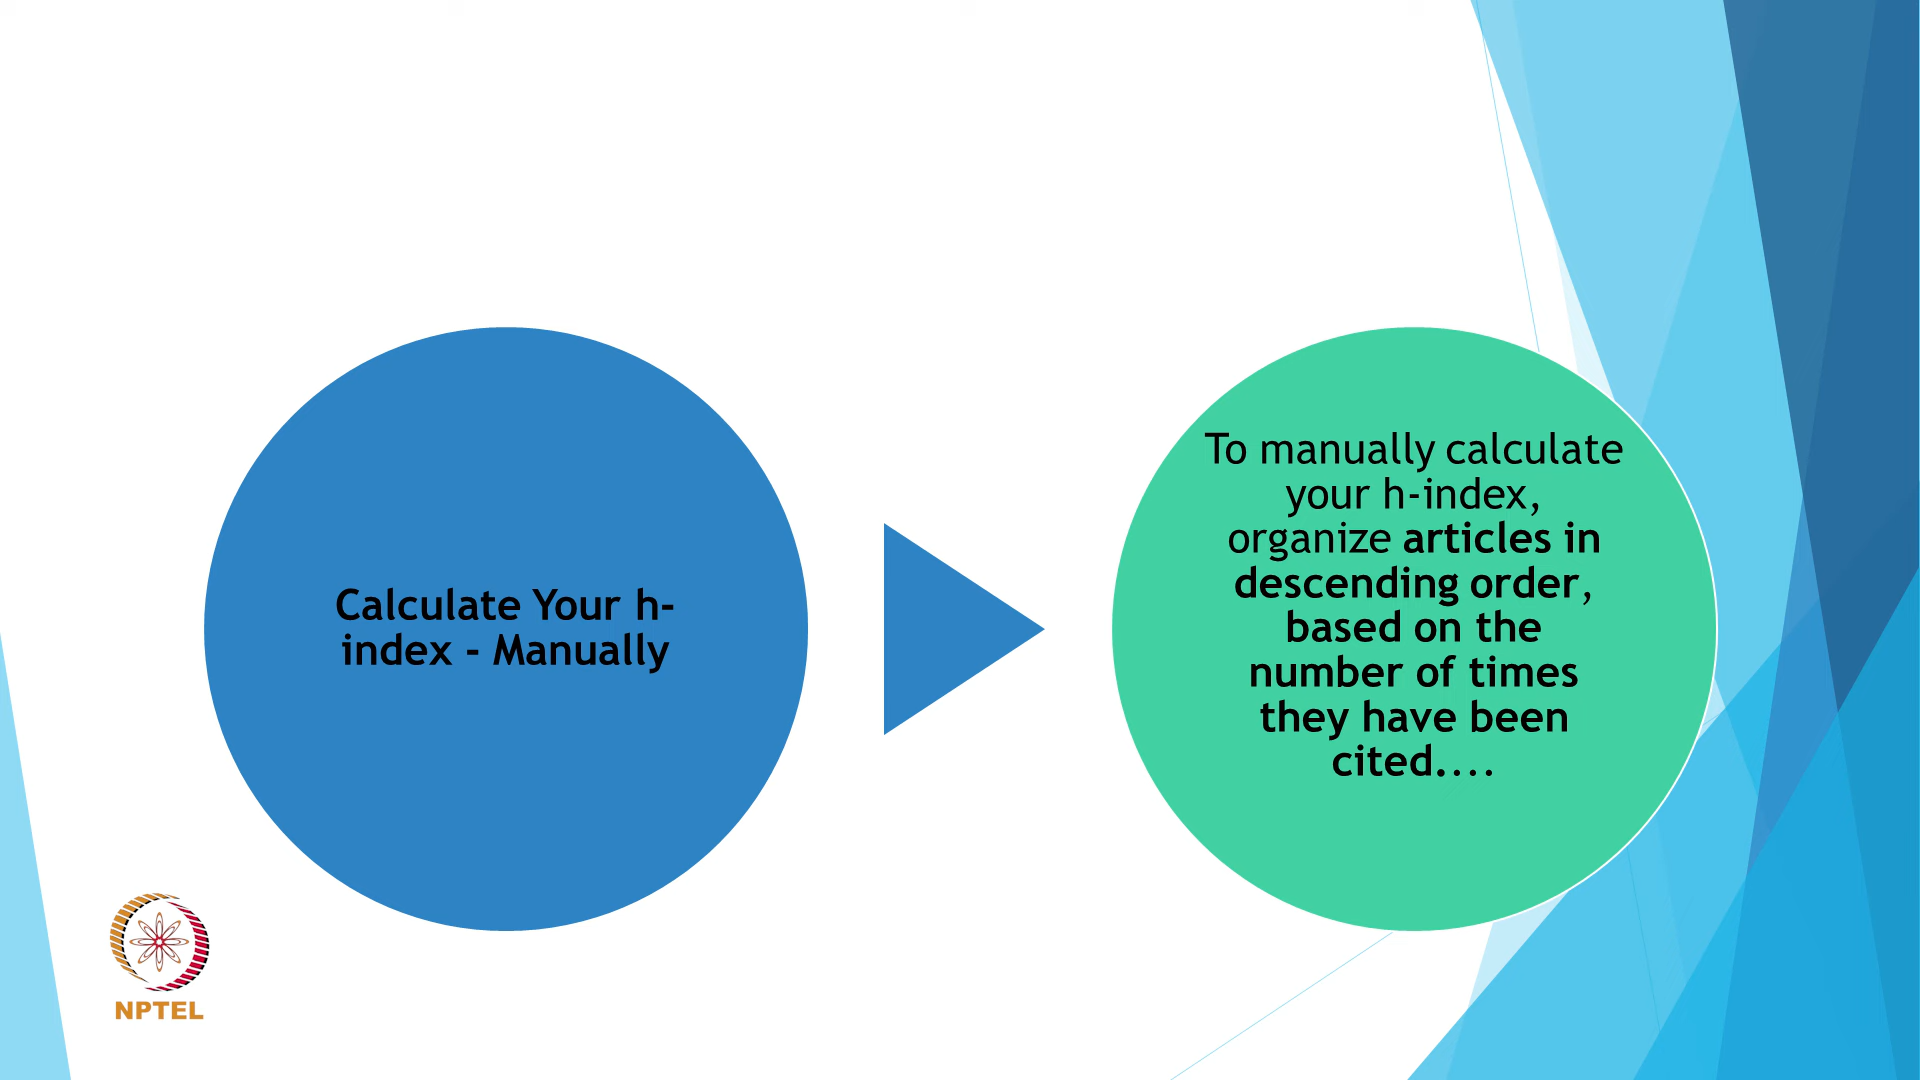 Calculate Your h-
index - Manually
To manually calculate
your h-index,
organize articles in
descending order,
based on the
number of times
they have been
cited....
NPTEL